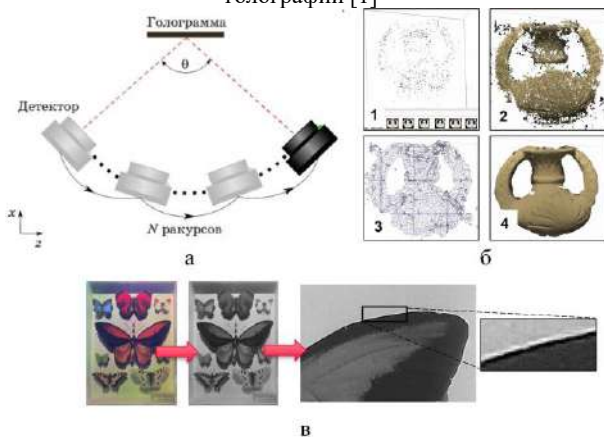 голографии [1]
Голограмма
θ
Детектор
N ракурсов
x
z
а
1
2
3
4
б
в